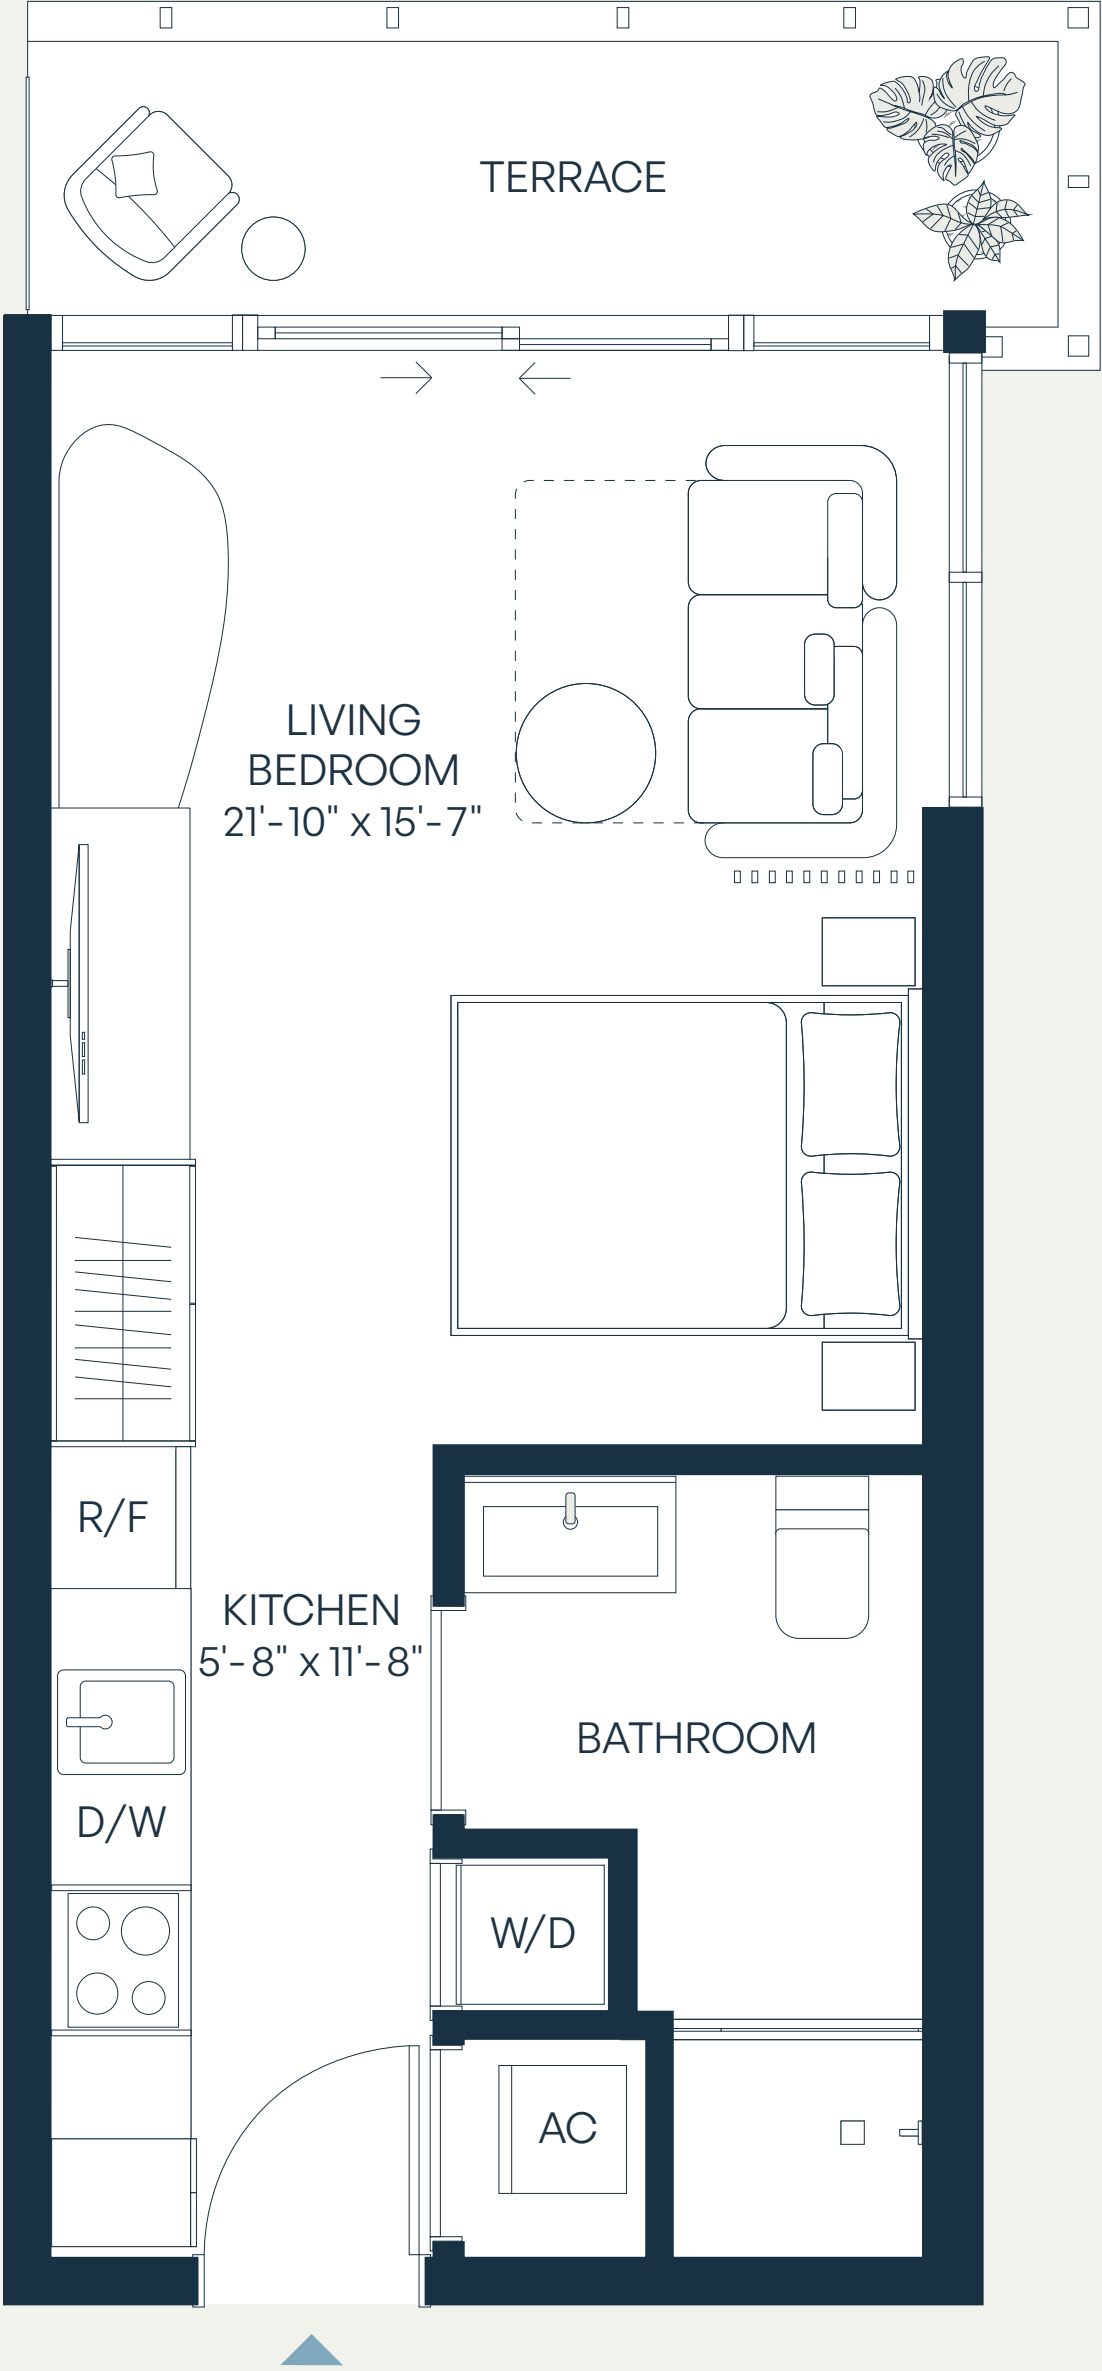 TERRACE
LIVING
BEDROOM
21'-10" x 15'-7"
R/F
KITCHEN
5'-8" x 11'-8"
BATHROOM
D/W
W/D
AC